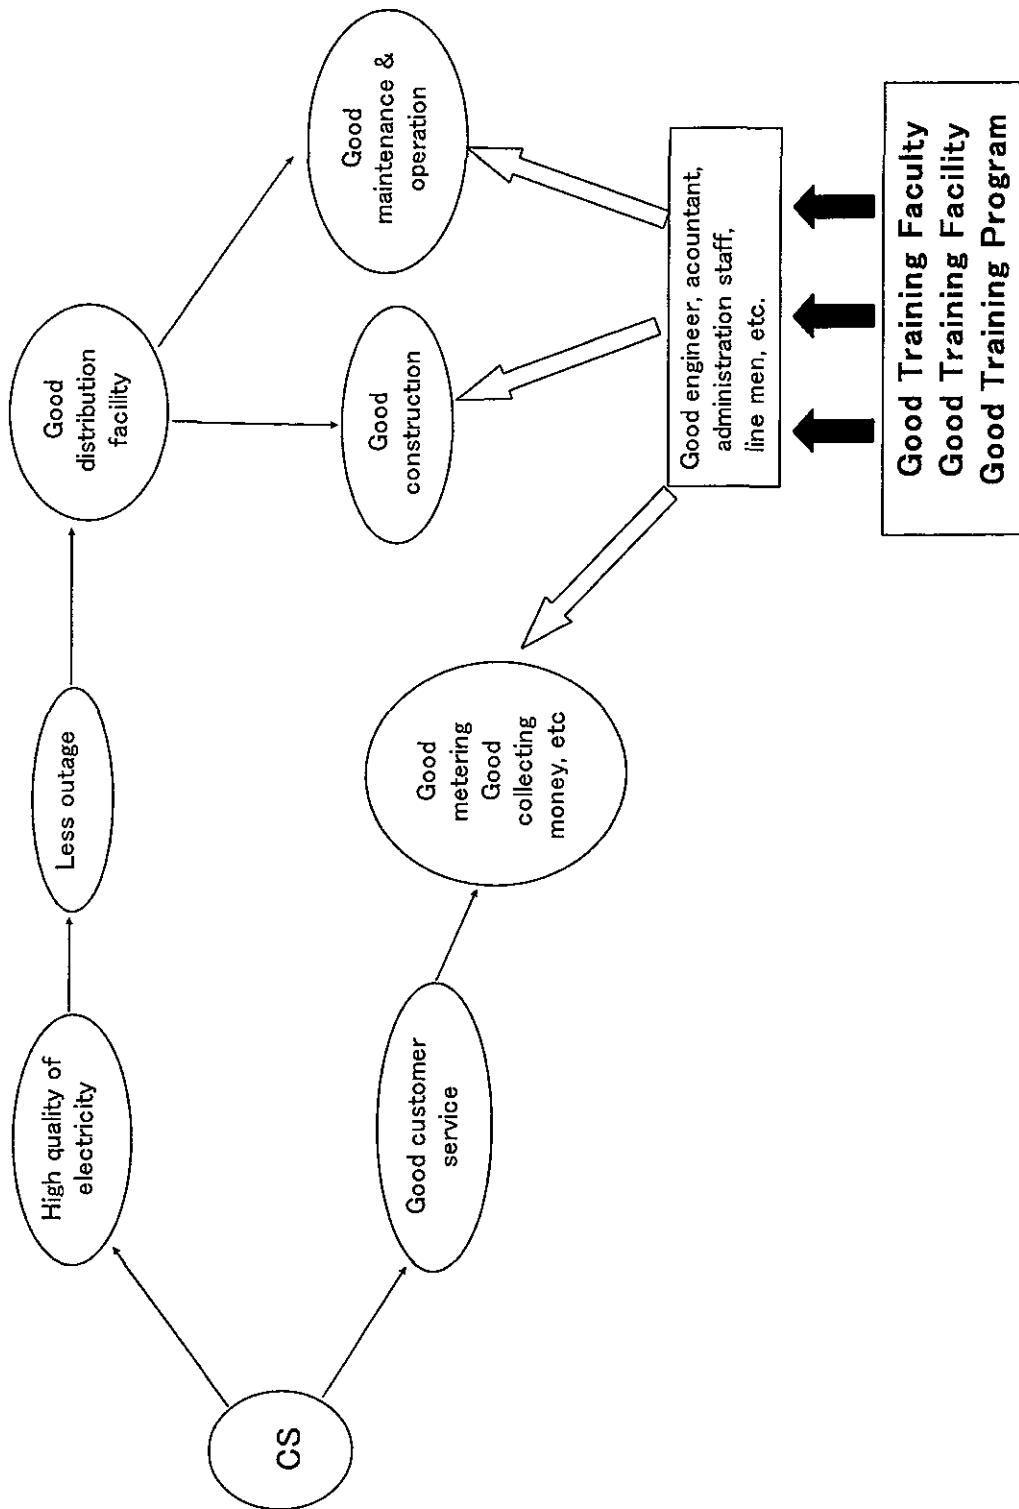 CS
High quality of
electricity
Less outage
Good
distribution
facility
Good
maintenance &
operation
Good
construction
Good customer
service
Good
metering
Good
collecting
money, etc
Good engineer, acountant,
administration staff,
line men, etc.
Good Training Faculty
Good Training Facility
Good Training Program